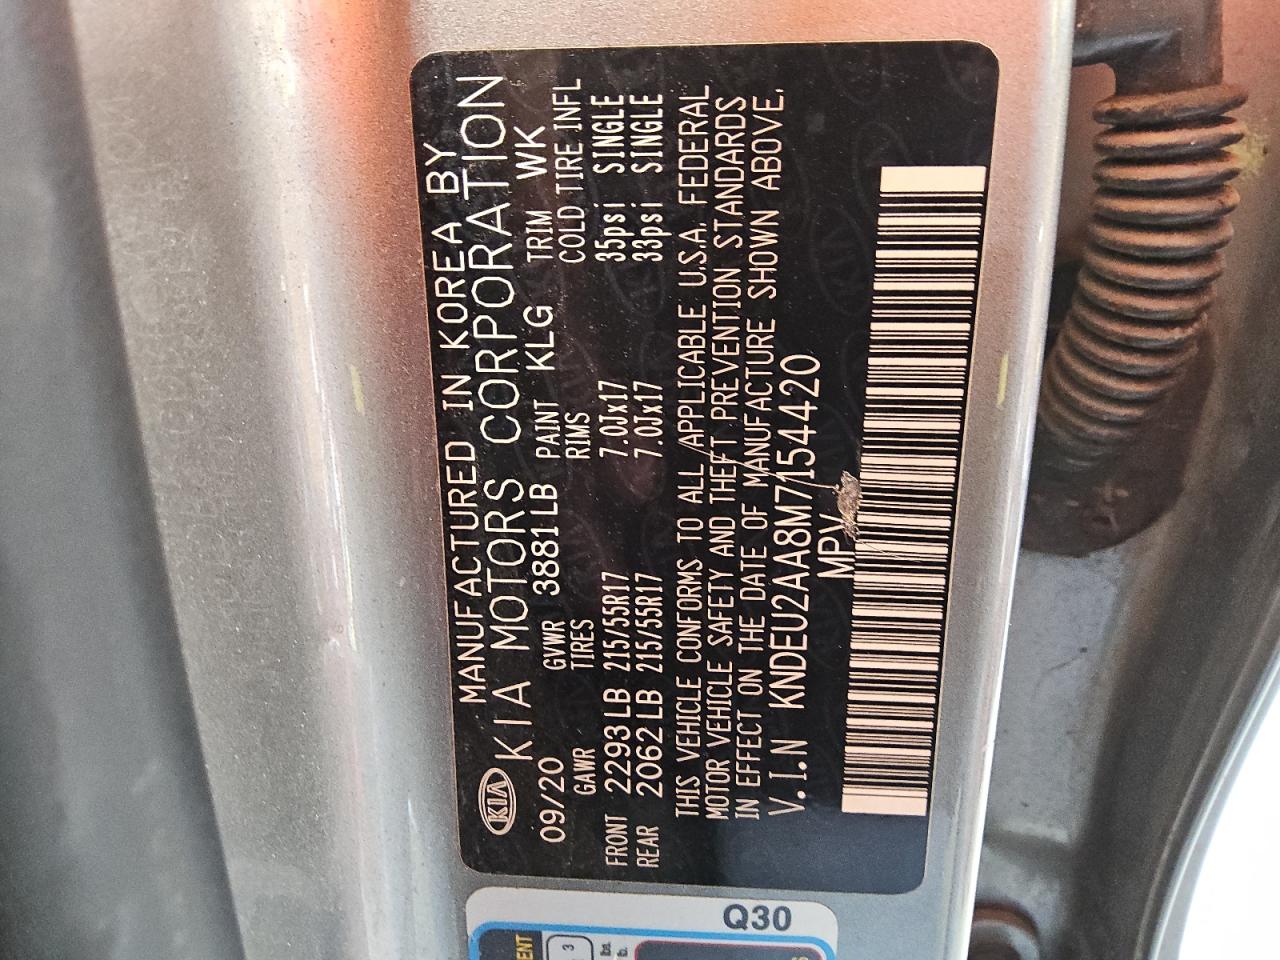 MANUFACTURED IN KOREA BY
KIA KIA MOTORS CORPORATION
09/20 GVWR 3881 LB PAINT KLG TRIM WK
GAWR TIRES RIMS COLD TIRE INFL
FRONT 2293 LB 215/55R17 7.0Jx17 35psi SINGLE
REAR 2062 LB 215/55R17 7.0Jx17 33psi SINGLE
THIS VEHICLE CONFORMS TO ALL APPLICABLE U.S.A. FEDERAL
MOTOR VEHICLE SAFETY AND THEFT PREVENTION STANDARDS
IN EFFECT ON THE DATE OF MANUFACTURE SHOWN ABOVE.
V.I.N KNDEU2AA8M7154420
MPV
Q30
3